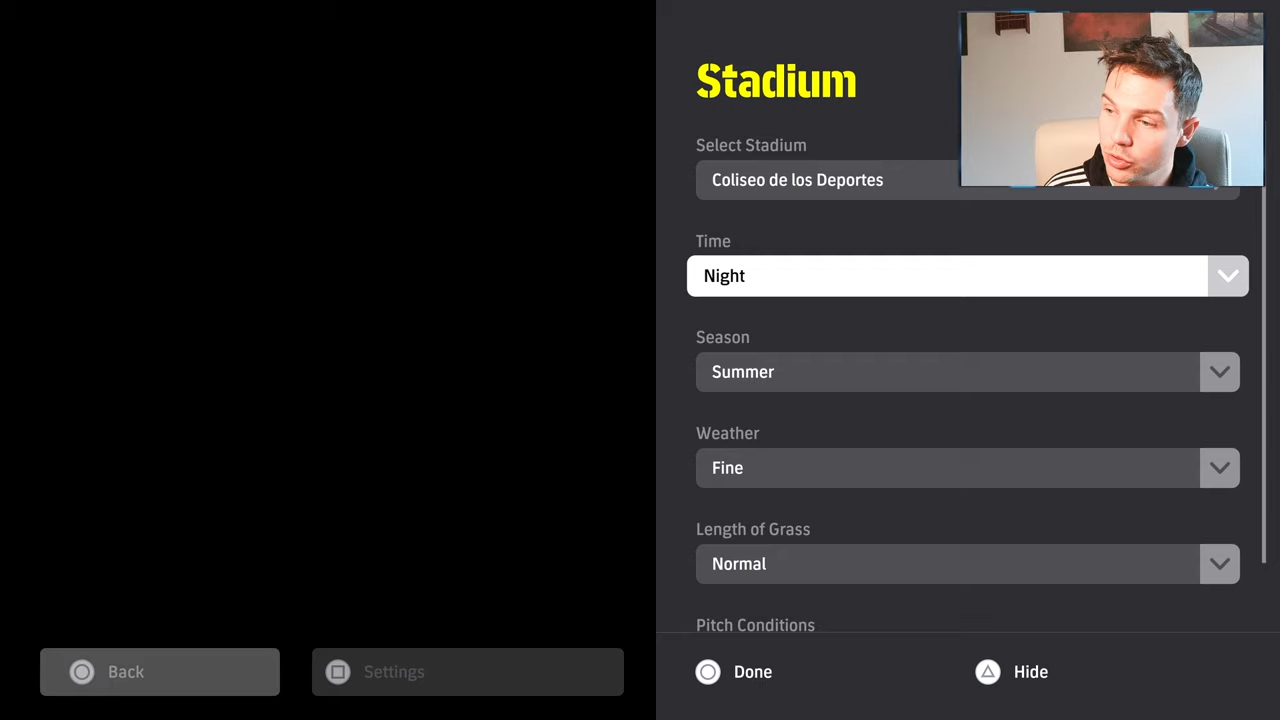 Stadium
Select Stadium
Coliseo de los Deportes
Time
Night
Season
Summer
Weather
Fine
Length of Grass
Normal
Pitch Conditions
Back
Settings
Done
Hide